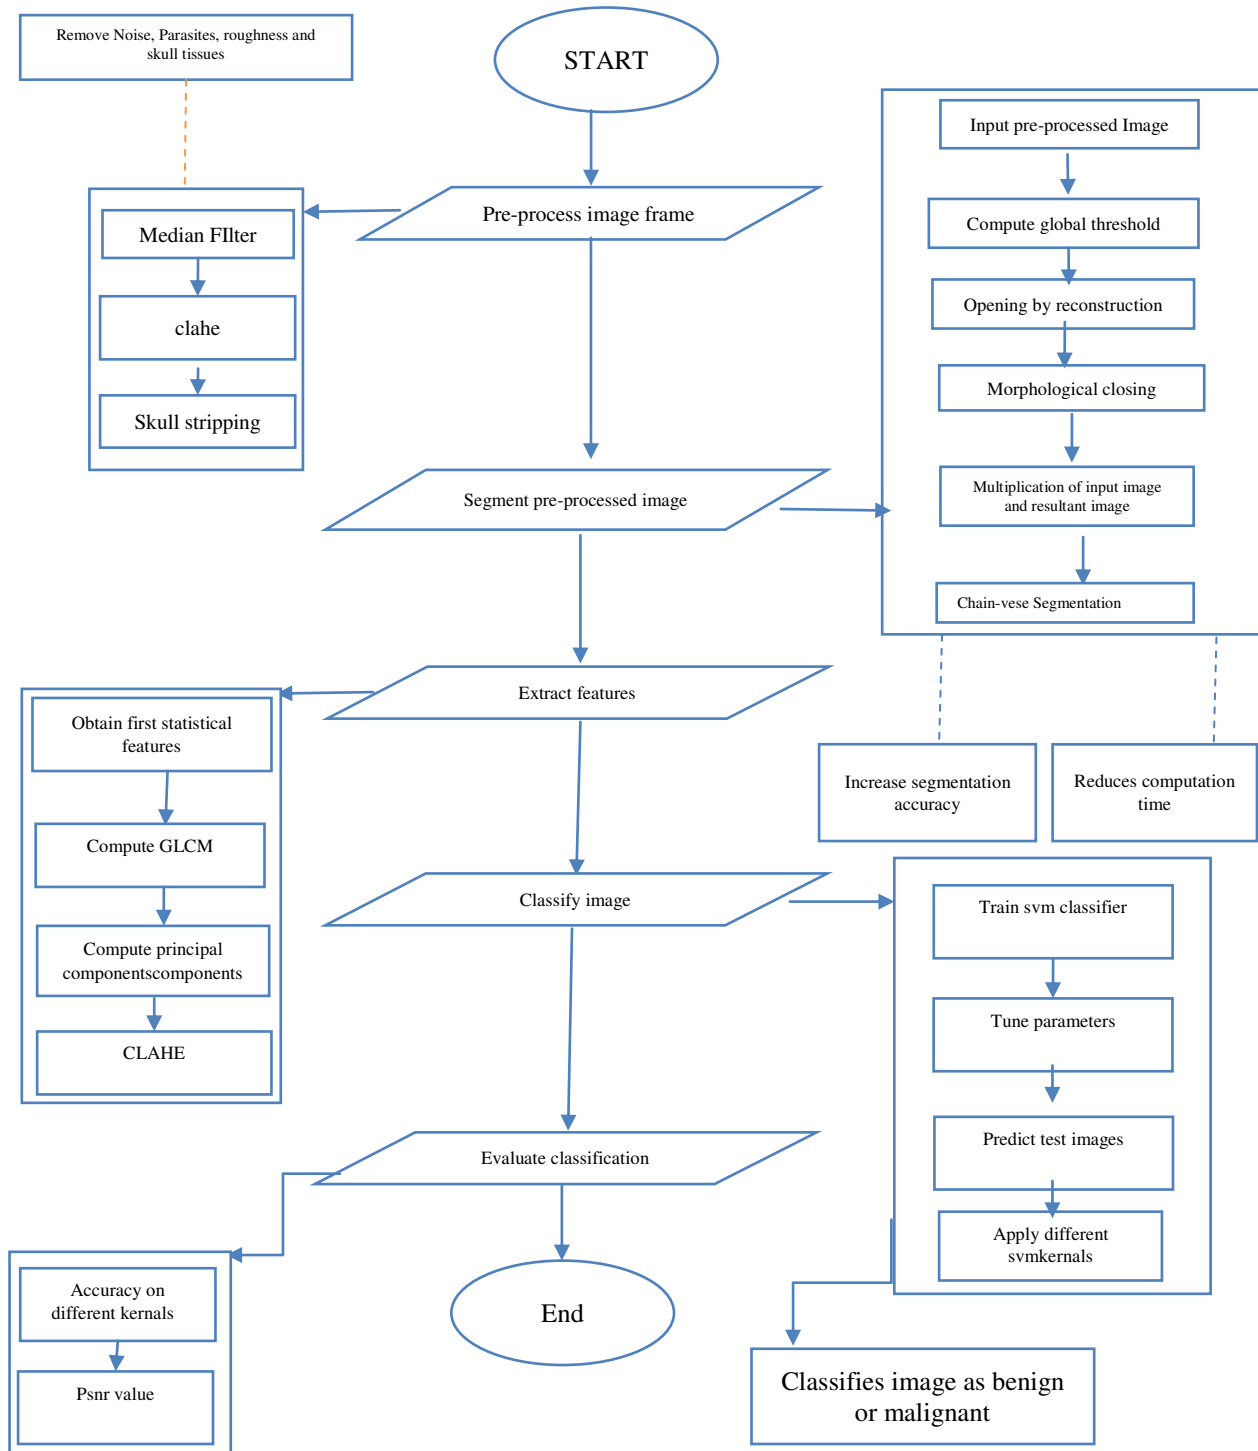 Remove Noise, Parasites, roughness and
skull tissues
START
Pre-process image frame
Median FIlter
clahe
Skull stripping
Input pre-processed Image
Compute global threshold
Opening by reconstruction
Morphological closing
Multiplication of input image
and resultant image
Chain-vese Segmentation
Segment pre-processed image
Increase segmentation
accuracy
Reduces computation
time
Extract features
Obtain first statistical
features
Compute GLCM
Compute principal
componentscomponents
CLAHE
Classify image
Train svm classifier
Tune parameters
Predict test images
Apply different
svmkernals
Classifies image as benign
or malignant
Evaluate classification
Accuracy on
different kernals
Psnr value
End